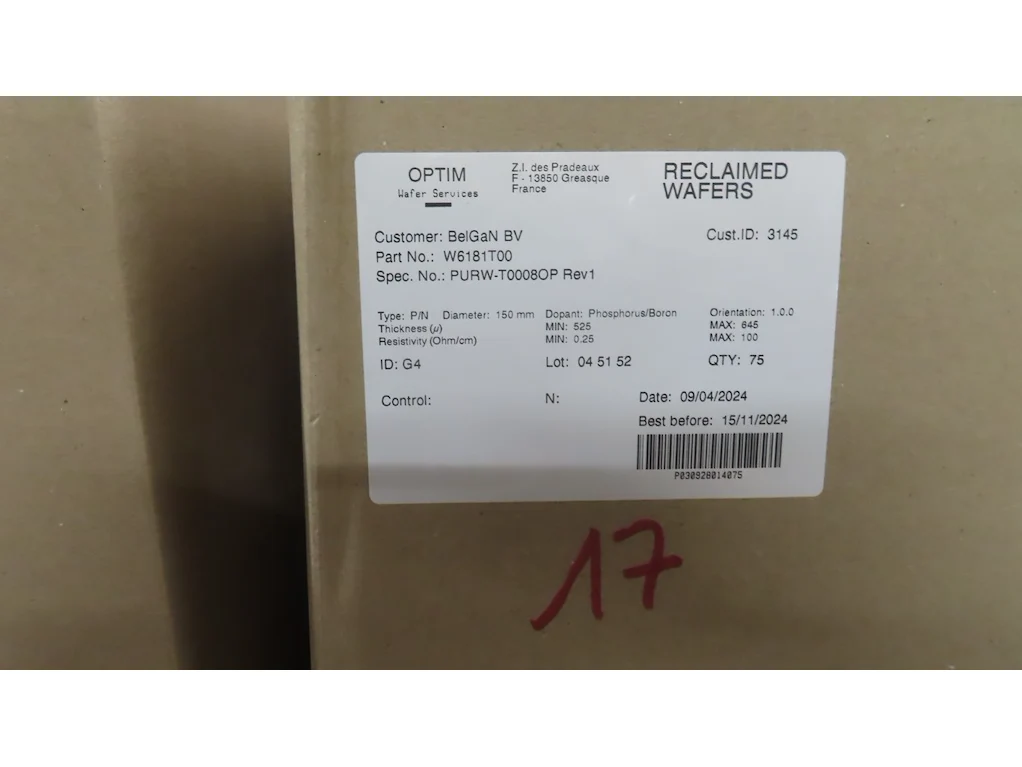 OPTIM
Wafer Services
Z.I. des Pradeaux
F - 13850 Greasque
France
RECLAIMED
WAFERS
Customer: BelGaN BV
Cust.ID: 3145
Part No.: W6181T00
Spec. No.: PURW-T0008OP Rev1
Type: P/N Diameter: 150 mm Dopant: Phosphorus/Boron Orientation: 1.0.0
Thickness (µ) MIN: 525 MAX: 645
Resistivity (Ohm/cm) MIN: 0.25 MAX: 100
ID: G4 Lot: 04 51 52 QTY: 75
Control: N: Date: 09/04/2024
Best before: 15/11/2024
P030928014075
17